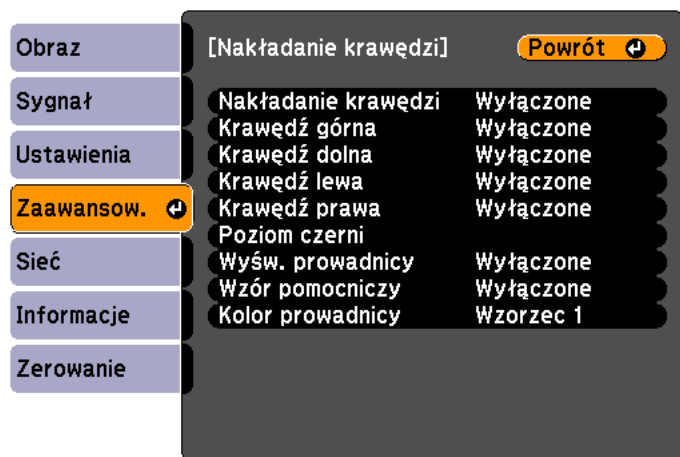 Obraz
Sygnał
Ustawienia
Zaawansow.
Sieć
Informacje
Zerowanie
[Nakładanie krawędzi] Powrót
Nakładanie krawędzi Wyłączone
Krawędź górna Wyłączone
Krawędź dolna Wyłączone
Krawędź lewa Wyłączone
Krawędź prawa Wyłączone
Poziom czerni
Wyśw. prowadnicy Wyłączone
Wzór pomocniczy Wyłączone
Kolor prowadnicy Wzorzec 1